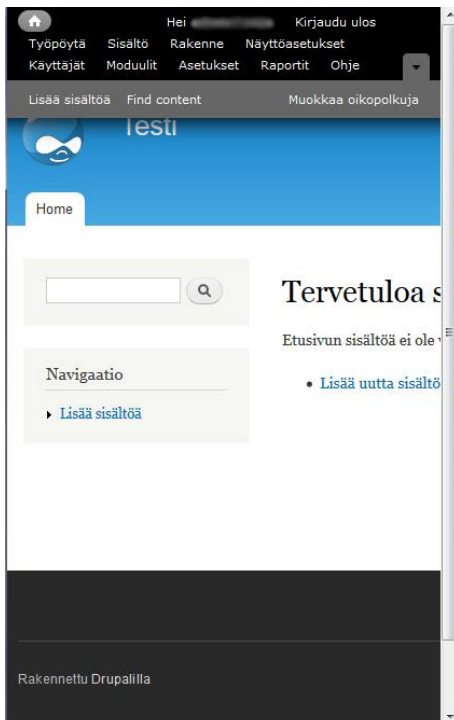 Hei Kirjaudu ulos
Työpöytä Sisältö Rakenne Näyttöasetukset
Käyttäjät Moduulit Asetukset Raportit Ohje
Lisää sisältöä Find content Muokkaa oikopolkuja
Testi
Home
Tervetuloa s
Etusivun sisältöä ei ole
Lisää uutta sisältö
Navigaatio
Lisää sisältöä
Rakennettu Drupalilla